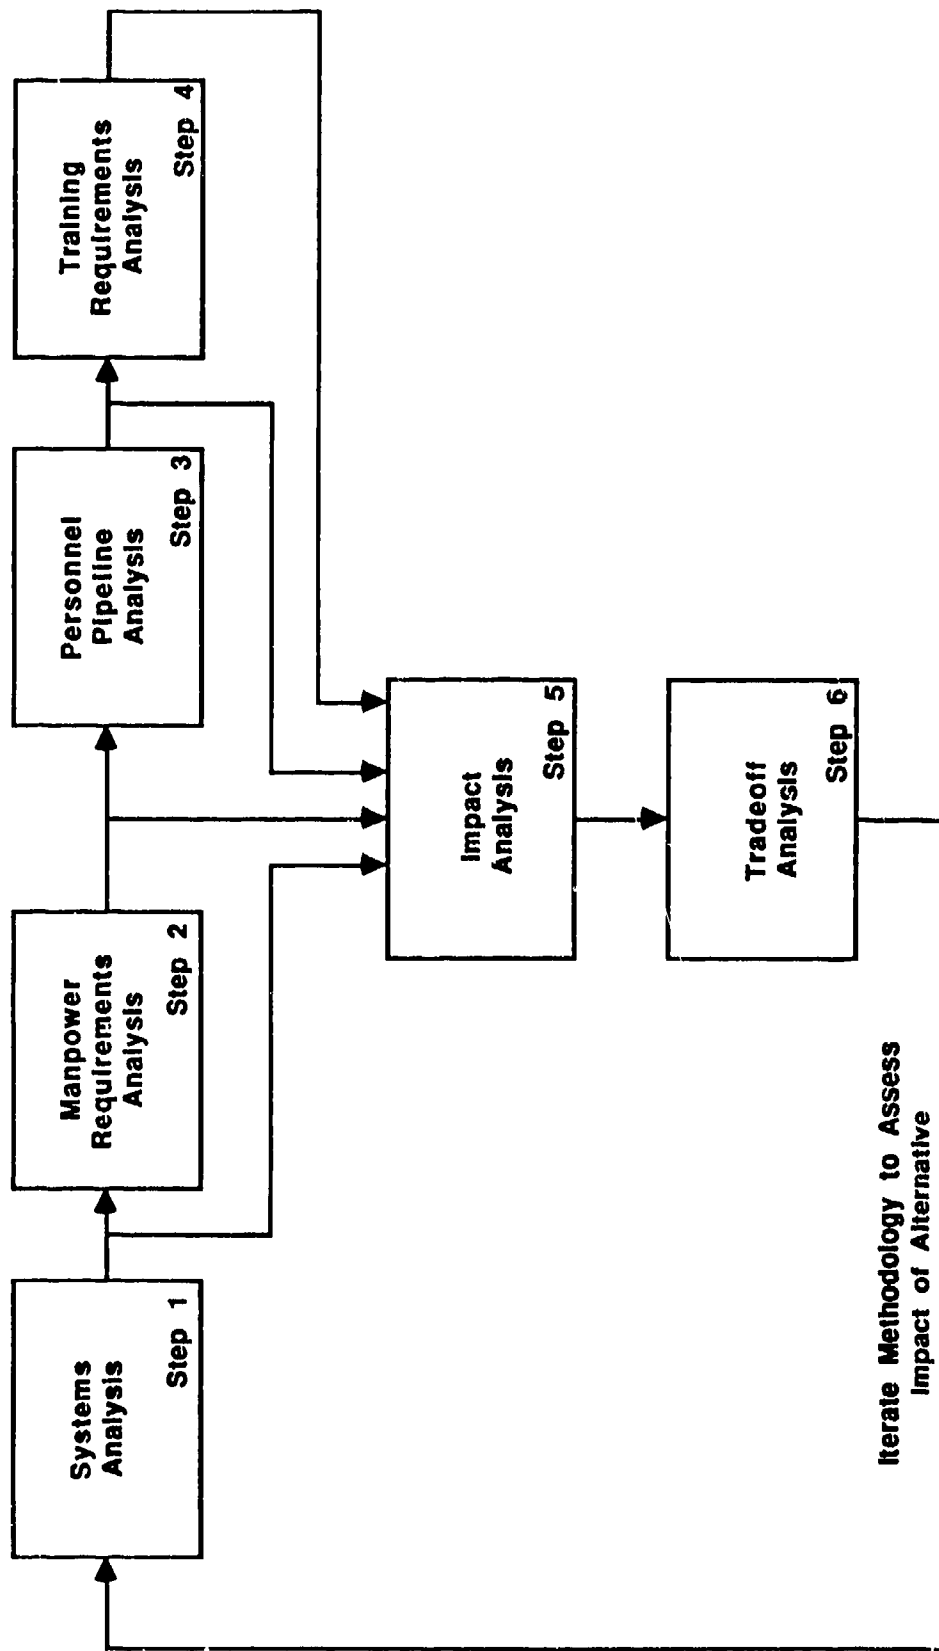 Systems
Analysis
Step 1
Manpower
Requirements
Analysis
Step 2
Personnel
Pipeline
Analysis
Step 3
Training
Requirements
Analysis
Step 4
Impact
Analysis
Step 5
Tradeoff
Analysis
Step 6
Iterate Methodology to Assess
Impact of Alternative